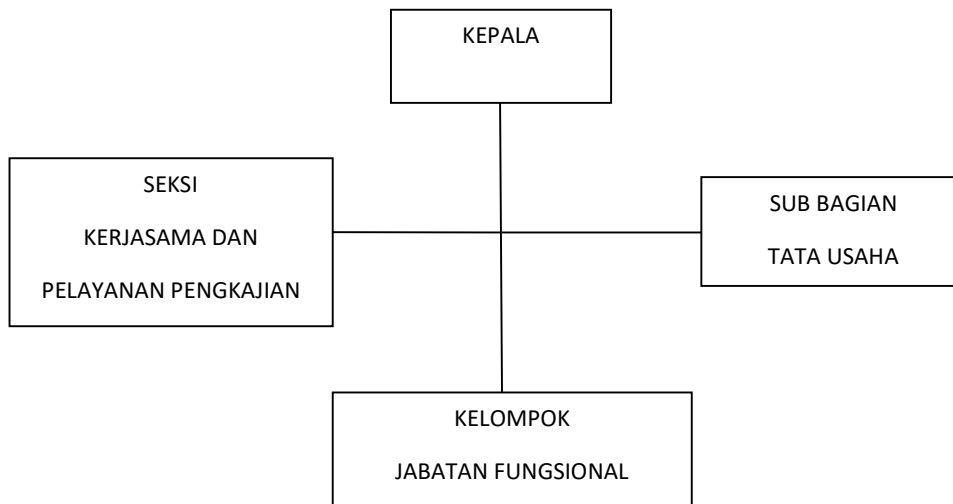 KEPALA
SEKSI
KERJASAMA DAN
PELAYANAN PENGKAJIAN
SUB BAGIAN
TATA USAHA
KELOMPOK
JABATAN FUNGSIONAL